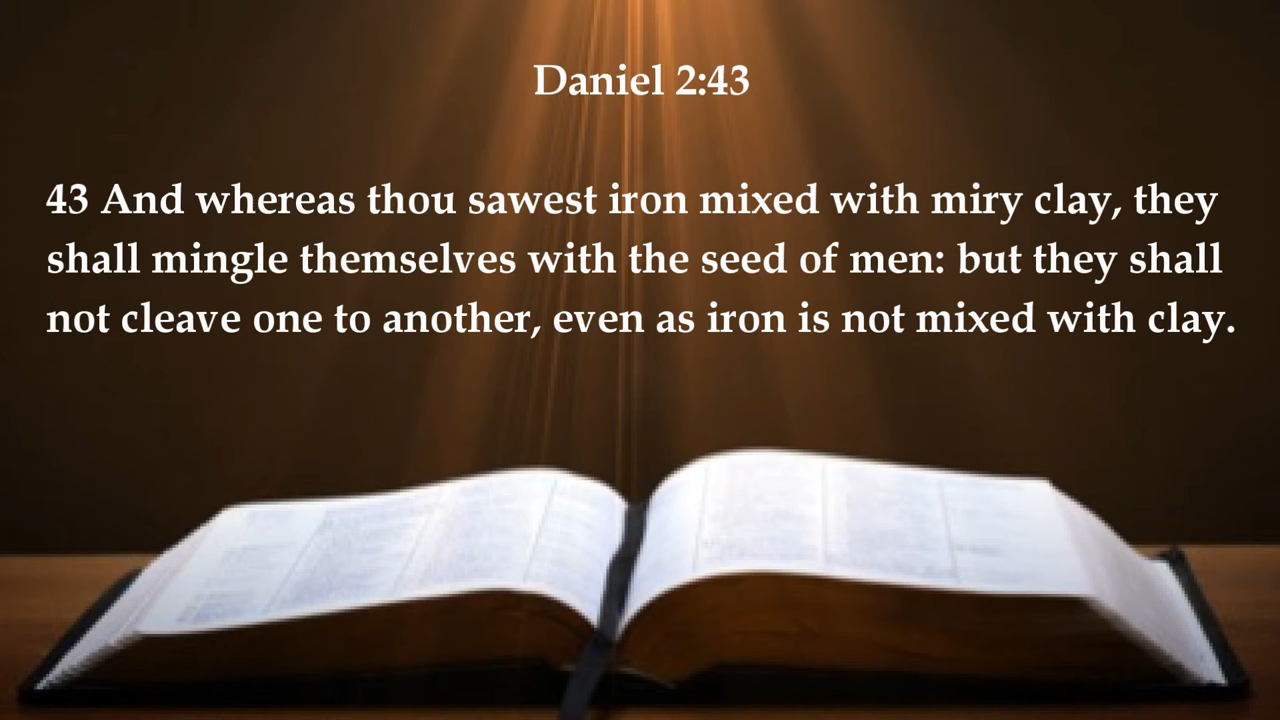 Daniel 2:43
43 And whereas thou sawest iron mixed with miry clay, they
shall mingle themselves with the seed of men: but they shall
not cleave one to another, even as iron is not mixed with clay.